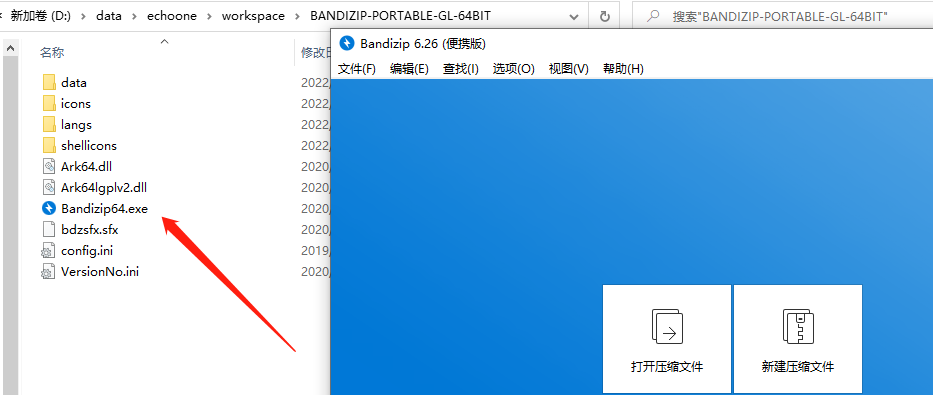 新加卷 (D:) › data › echoone › workspace › BANDIZIP-PORTABLE-GL-64BIT
搜索"BANDIZIP-PORTABLE-GL-64BIT"
名称
修改日
data
2022
icons
2022
langs
2022
shellicons
2022
Ark64.dll
2020
Ark64lgplv2.dll
2020
Bandizip64.exe
2020
bdzsfx.sfx
2020
config.ini
2019
VersionNo.ini
2020
Bandizip 6.26 (便携版)
文件(F) 编辑(E) 查找(I) 选项(O) 视图(V) 帮助(H)
打开压缩文件
新建压缩文件